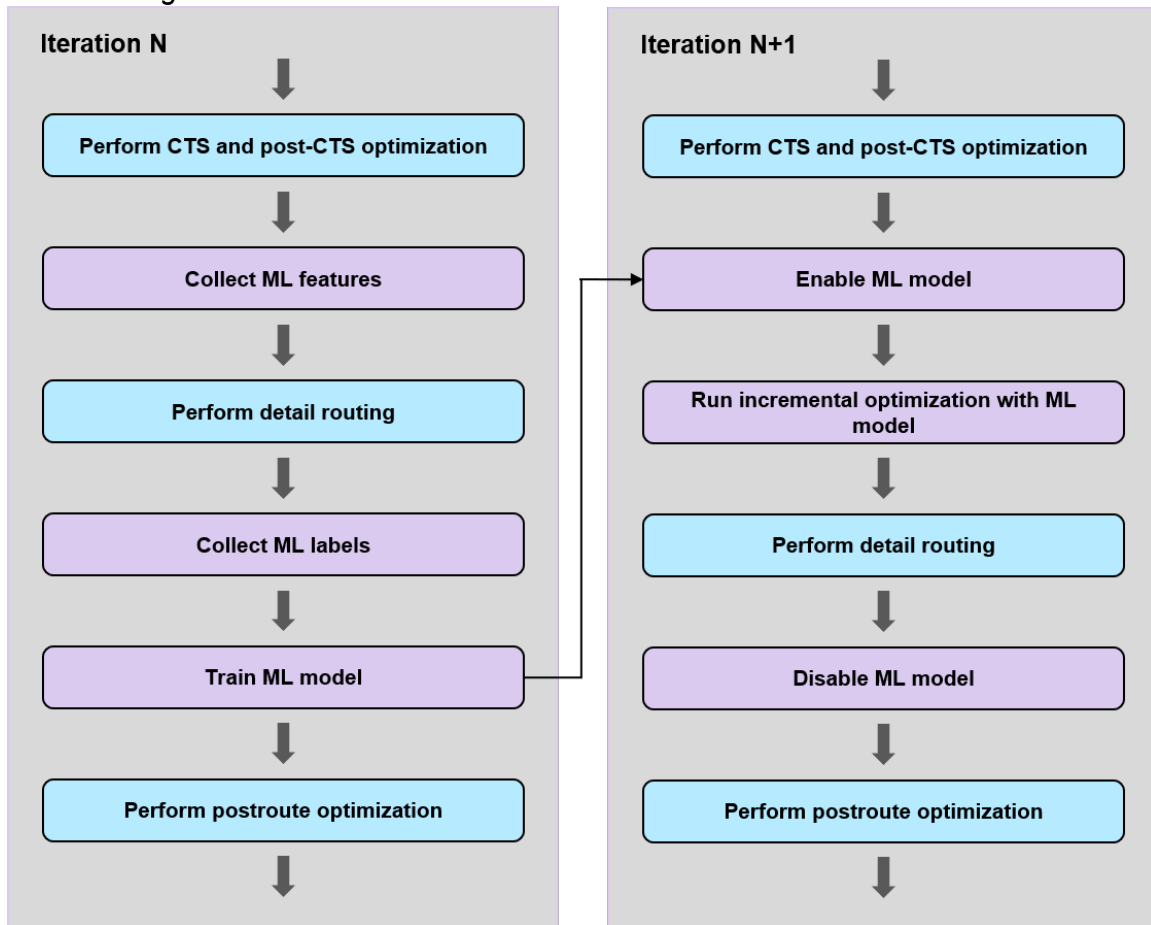 Iteration N
Perform CTS and post-CTS optimization
Collect ML features
Perform detail routing
Collect ML labels
Train ML model
Perform postroute optimization
Iteration N+1
Perform CTS and post-CTS optimization
Enable ML model
Run incremental optimization with ML
model
Perform detail routing
Disable ML model
Perform postroute optimization